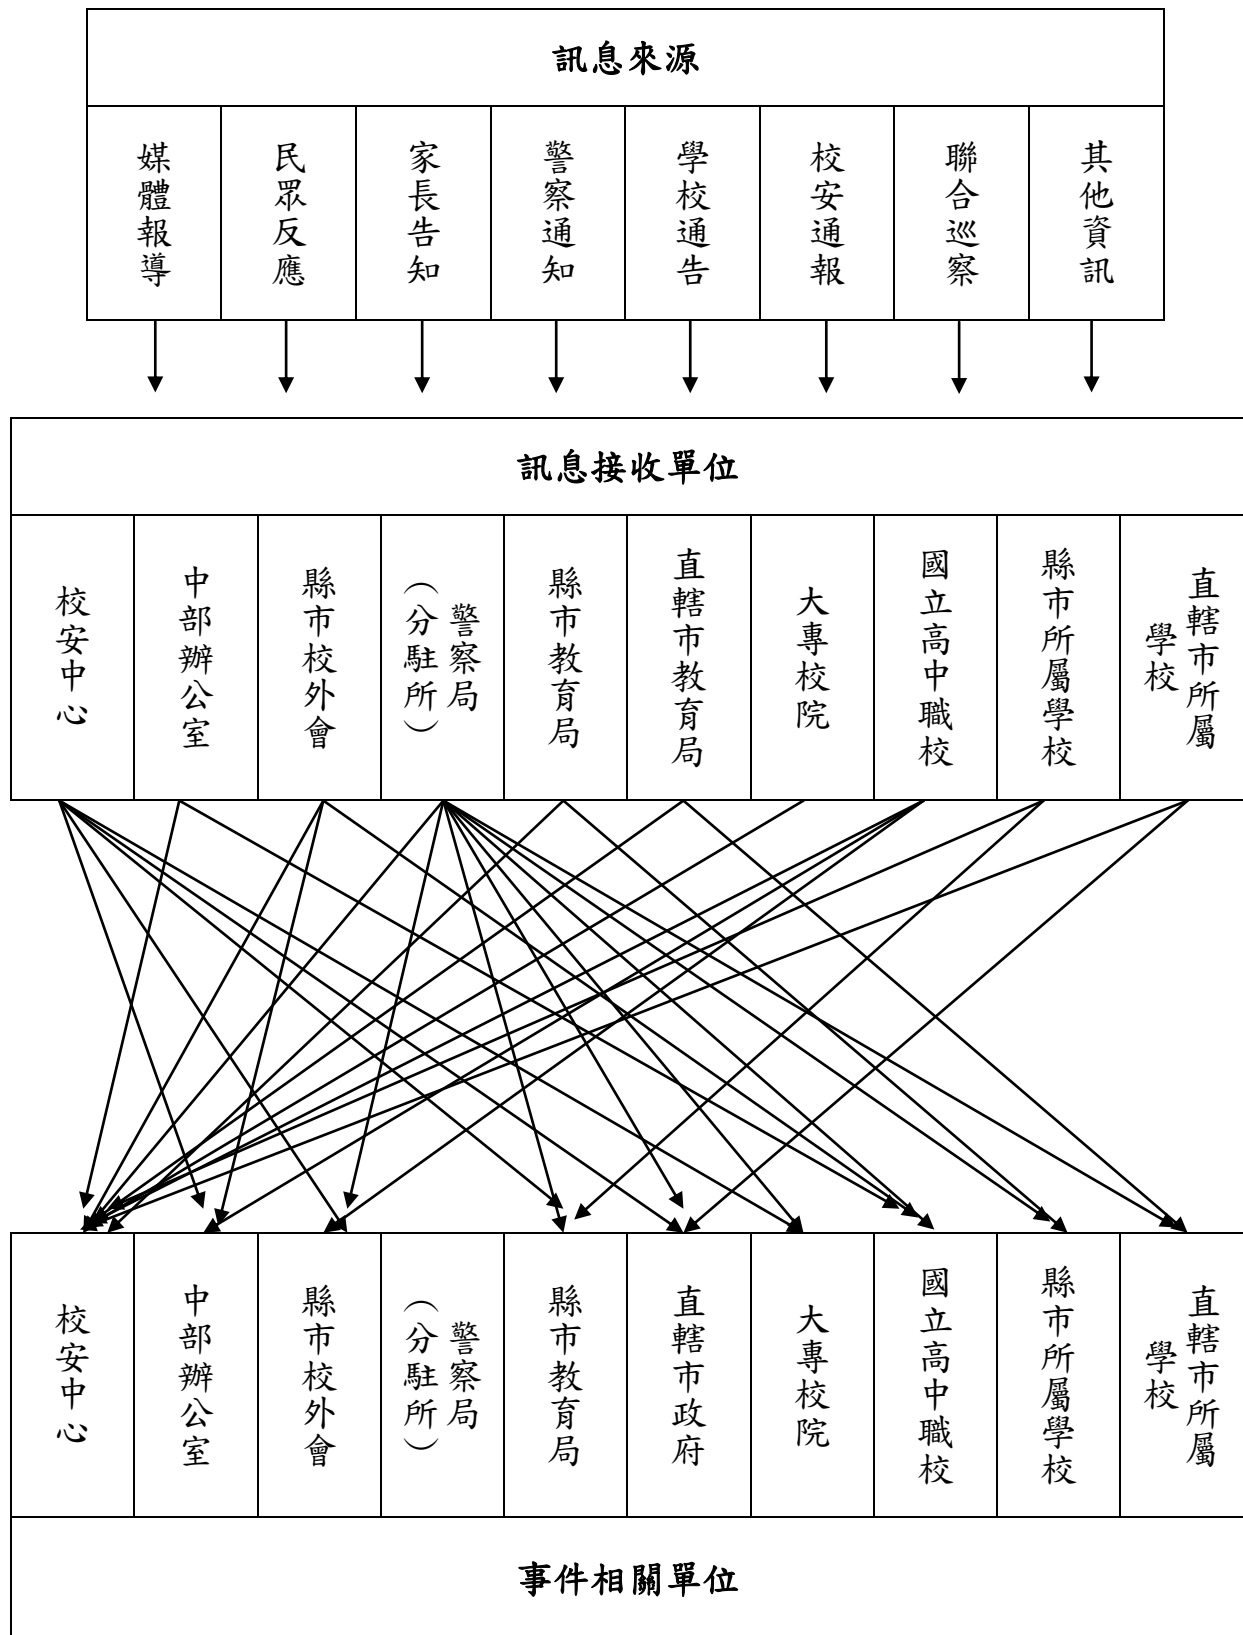 訊息來源
媒體報導
民眾反應
家長告知
警察通知
學校通告
校安通報
聯合巡察
其他資訊
訊息接收單位
校安中心
中部辦公室
縣市校外會
警察局
（分駐所）
縣市教育局
直轄市教育局
大專校院
國立高中職校
縣市所屬學校
直轄市所屬
學校
校安中心
中部辦公室
縣市校外會
警察局
（分駐所）
縣市教育局
直轄市政府
大專校院
國立高中職校
縣市所屬學校
直轄市所屬
學校
事件相關單位